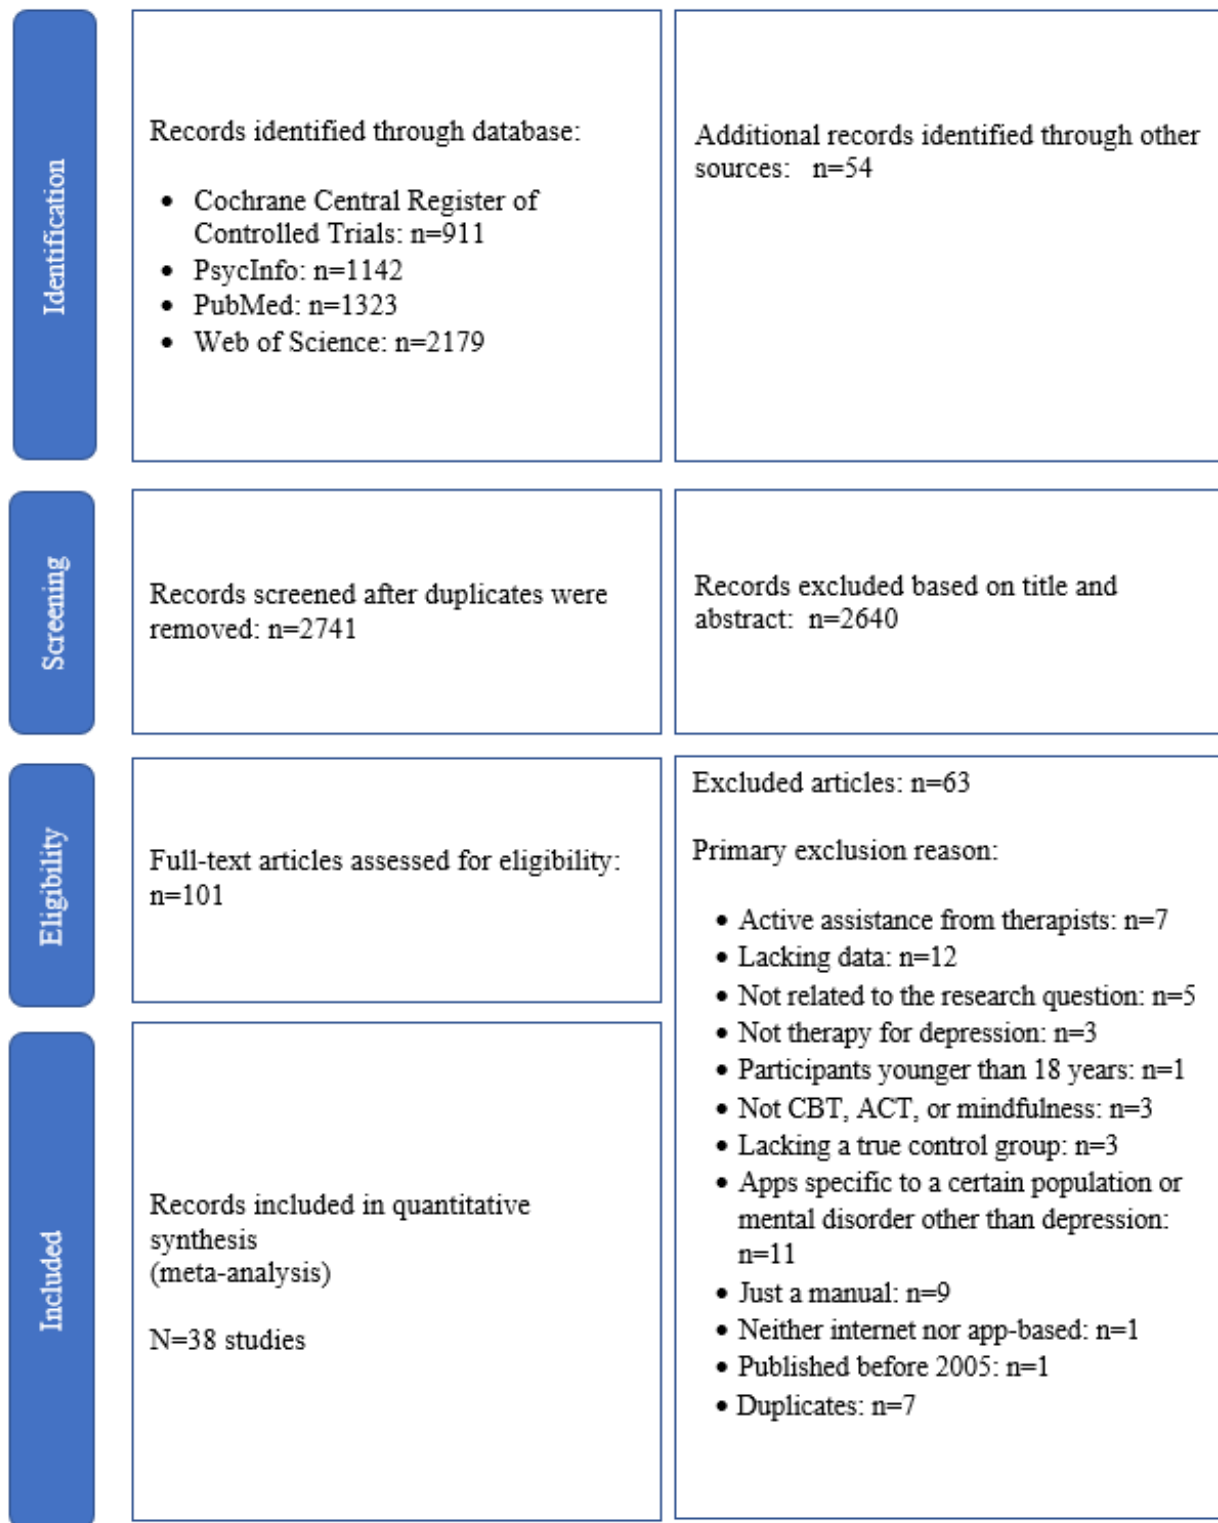 Identification
Records identified through database:
• Cochrane Central Register of
Controlled Trials: n=911
• PsycInfo: n=1142
• PubMed: n=1323
• Web of Science: n=2179
Additional records identified through other
sources: n=54
Screening
Records screened after duplicates were
removed: n=2741
Records excluded based on title and
abstract: n=2640
Eligibility
Full-text articles assessed for eligibility:
n=101
Excluded articles: n=63
Primary exclusion reason:
• Active assistance from therapists: n=7
• Lacking data: n=12
• Not related to the research question: n=5
• Not therapy for depression: n=3
• Participants younger than 18 years: n=1
• Not CBT, ACT, or mindfulness: n=3
• Lacking a true control group: n=3
• Apps specific to a certain population or
mental disorder other than depression:
n=11
• Just a manual: n=9
• Neither internet nor app-based: n=1
• Published before 2005: n=1
• Duplicates: n=7
Included
Records included in quantitative
synthesis
(meta-analysis)
N=38 studies